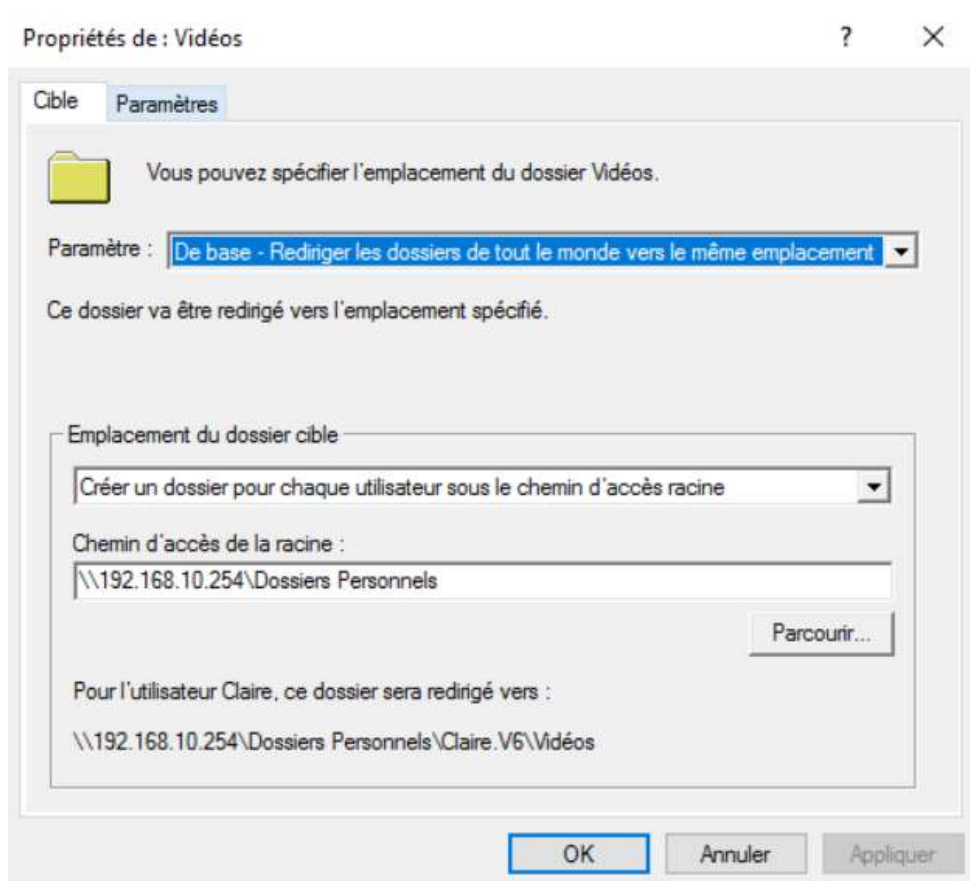 Propriétés de : Vidéos
?
Cible
Paramètres
Vous pouvez spécifier l'emplacement du dossier Vidéos.
Paramètre :
De base - Rediriger les dossiers de tout le monde vers le même emplacement
Ce dossier va être redirigé vers l'emplacement spécifié.
Emplacement du dossier cible
Créer un dossier pour chaque utilisateur sous le chemin d'accès racine
Chemin d'accès de la racine :
\\192.168.10.254\Dossiers Personnels
Parcourir...
Pour l'utilisateur Claire, ce dossier sera redirigé vers :
\\192.168.10.254\Dossiers Personnels\Claire.V6\Vidéos
OK
Annuler
Appliquer